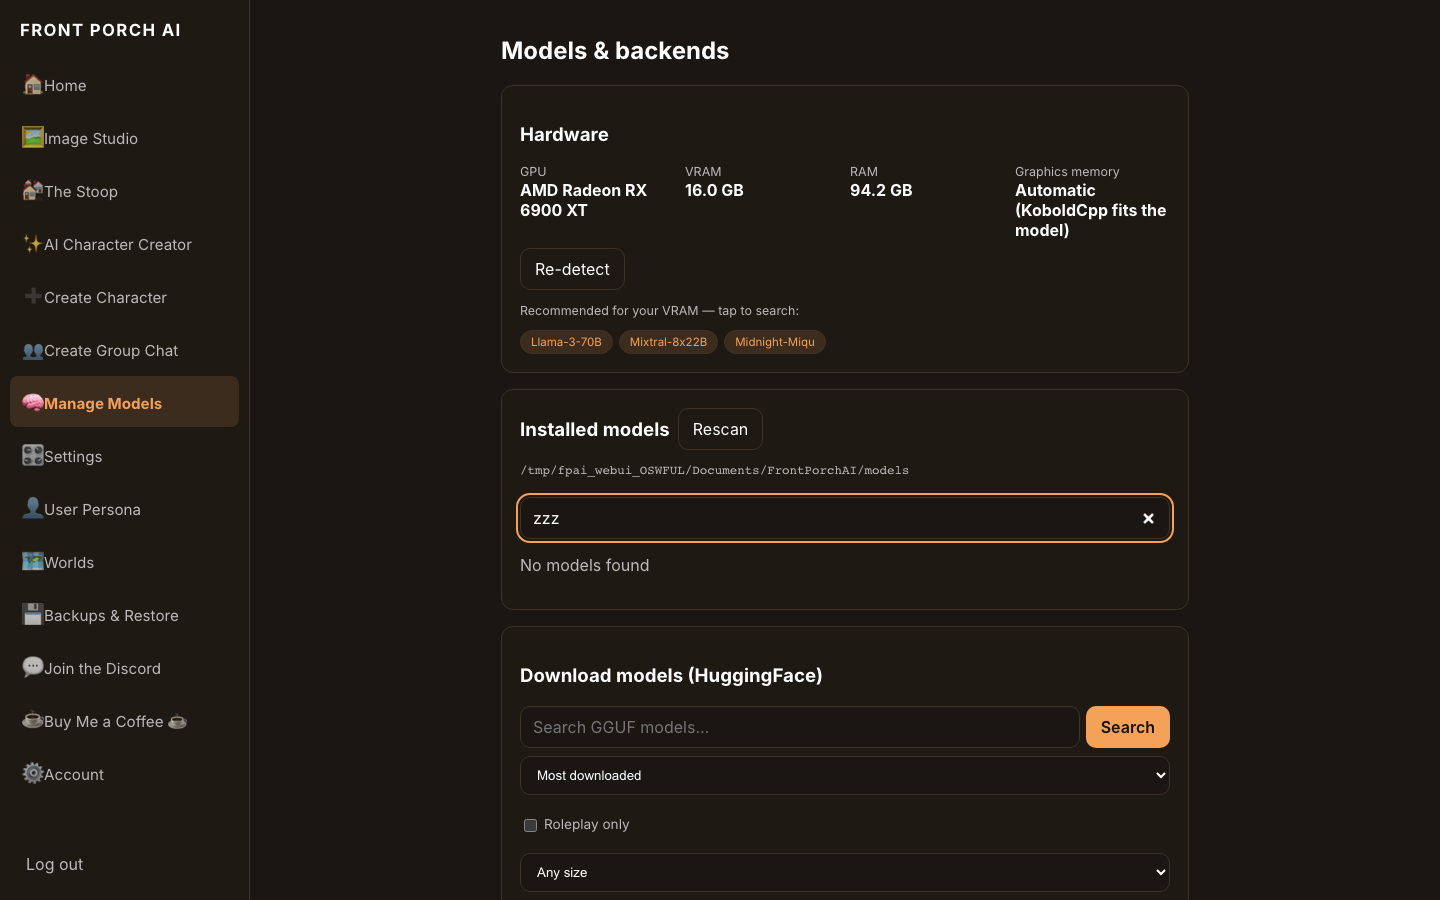 FRONT PORCH AI
Home
Image Studio
The Stoop
AI Character Creator
Create Character
Create Group Chat
Manage Models
Settings
User Persona
Worlds
Backups & Restore
Join the Discord
Buy Me a Coffee
Account
Log out
Models & backends
Hardware
GPU
AMD Radeon RX
6900 XT
VRAM
16.0 GB
RAM
94.2 GB
Graphics memory
Automatic
(KoboldCpp fits the
model)
Re-detect
Recommended for your VRAM — tap to search:
Llama-3-70B Mixtral-8x22B Midnight-Miqu
Installed models Rescan
/tmp/fpai_webui_OSWFUL/Documents/FrontPorchAI/models
zzz
No models found
Download models (HuggingFace)
Search GGUF models... Search
Most downloaded
Roleplay only
Any size